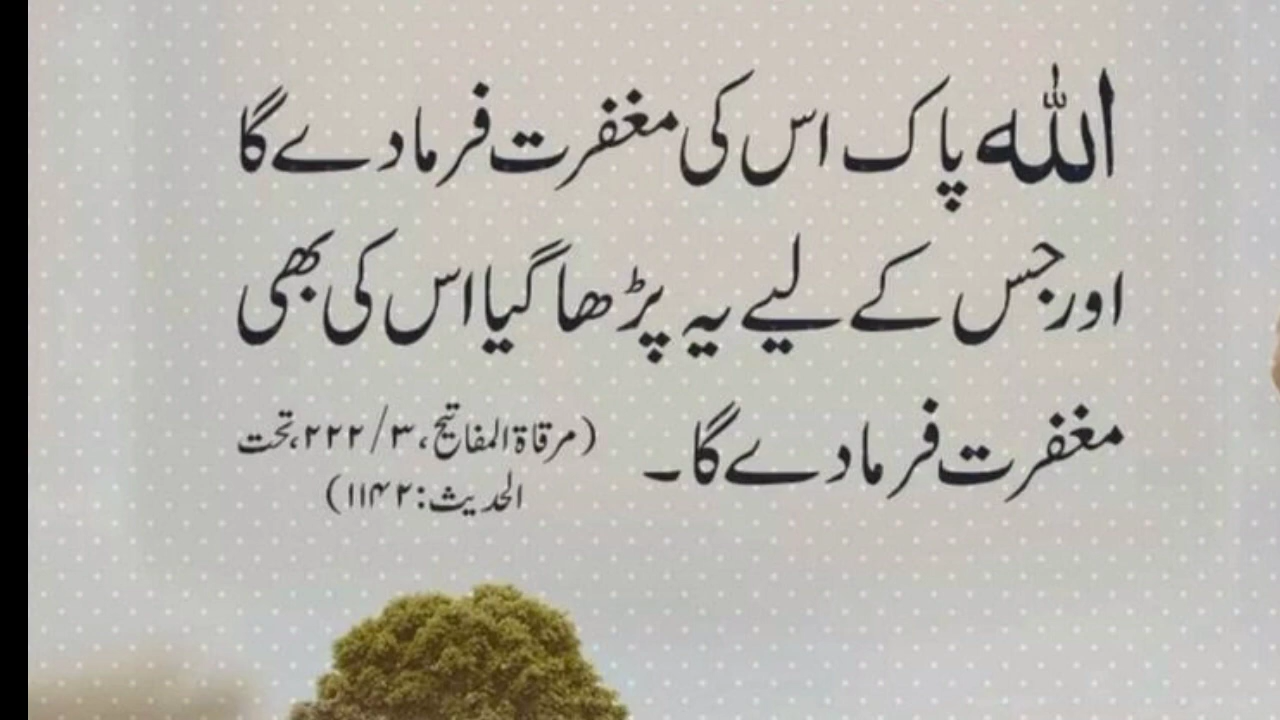 اللہ پاک اس کی مغفرت فرما دے گا
اور جس کے لیے یہ پڑھا گیا اس کی بھی
مغفرت فرما دے گا۔ (مرقاۃ المفاتیح، ۳/۲۲۲، تحت
الحدیث: ۱۱۴۲)